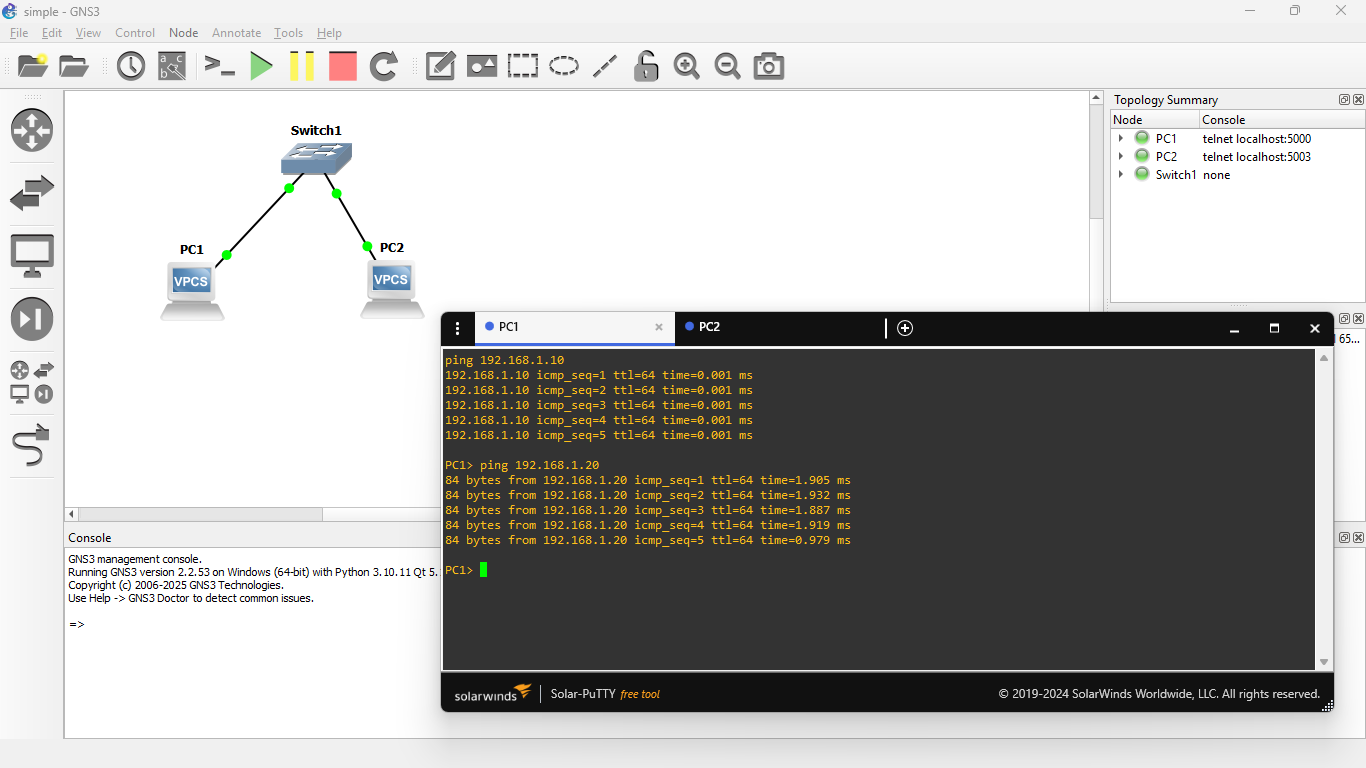 simple - GNS3
File Edit View Control Node Annotate Tools Help
a b c
Topology Summary
Node Console
PC1 telnet localhost:5000
PC2 telnet localhost:5003
Switch1 none
Switch1
PC1
PC2
VPCS
VPCS
65...
PC1
PC2
ping 192.168.1.10
192.168.1.10 icmp_seq=1 ttl=64 time=0.001 ms
192.168.1.10 icmp_seq=2 ttl=64 time=0.001 ms
192.168.1.10 icmp_seq=3 ttl=64 time=0.001 ms
192.168.1.10 icmp_seq=4 ttl=64 time=0.001 ms
192.168.1.10 icmp_seq=5 ttl=64 time=0.001 ms
PC1> ping 192.168.1.20
84 bytes from 192.168.1.20 icmp_seq=1 ttl=64 time=1.905 ms
84 bytes from 192.168.1.20 icmp_seq=2 ttl=64 time=1.932 ms
84 bytes from 192.168.1.20 icmp_seq=3 ttl=64 time=1.887 ms
84 bytes from 192.168.1.20 icmp_seq=4 ttl=64 time=1.919 ms
84 bytes from 192.168.1.20 icmp_seq=5 ttl=64 time=0.979 ms
PC1>
solarwinds Solar-PuTTY free tool
© 2019-2024 SolarWinds Worldwide, LLC. All rights reserved.
Console
GNS3 management console.
Running GNS3 version 2.2.53 on Windows (64-bit) with Python 3.10.11 Qt 5.
Copyright (c) 2006-2025 GNS3 Technologies.
Use Help -> GNS3 Doctor to detect common issues.
=>